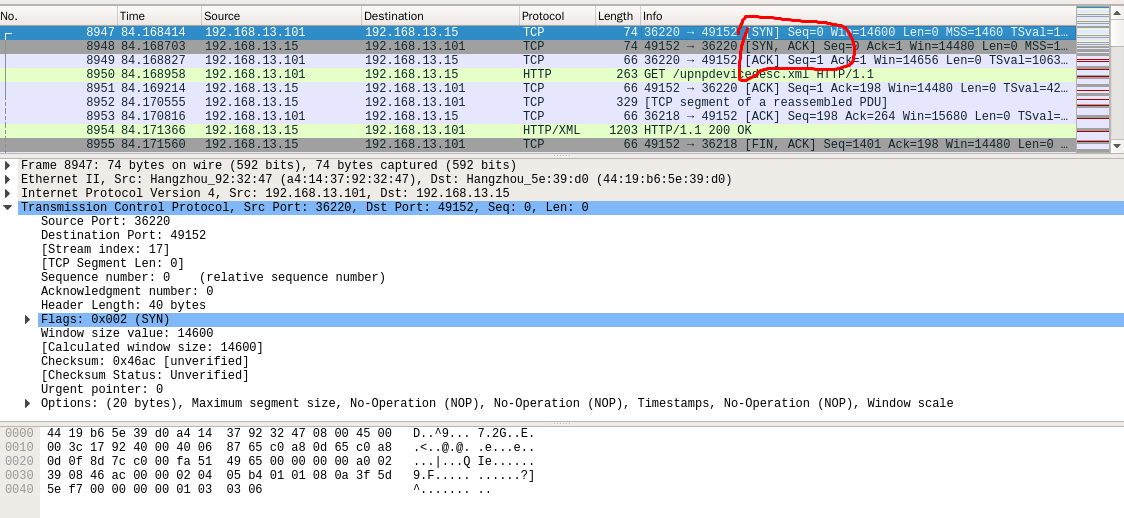 No. Time Source Destination Protocol Length Info
8947 84.168414 192.168.13.101 192.168.13.15 TCP 74 36220 → 49152 [SYN] Seq=0 Win=14600 Len=0 MSS=1460 TSval=1…
8948 84.168703 192.168.13.15 192.168.13.101 TCP 74 49152 → 36220 [SYN, ACK] Seq=0 Ack=1 Win=14480 Len=0 MSS=1…
8949 84.168827 192.168.13.101 192.168.13.15 TCP 66 36220 → 49152 [ACK] Seq=1 Ack=1 Win=14656 Len=0 TSval=1063…
8950 84.168958 192.168.13.101 192.168.13.15 HTTP 263 GET /upnpdevicedesc.xml HTTP/1.1
8951 84.169214 192.168.13.15 192.168.13.101 TCP 66 49152 → 36220 [ACK] Seq=1 Ack=198 Win=14480 Len=0 TSval=42…
8952 84.170555 192.168.13.15 192.168.13.101 TCP 329 [TCP segment of a reassembled PDU]
8953 84.170816 192.168.13.101 192.168.13.15 TCP 66 36218 → 49152 [ACK] Seq=198 Ack=264 Win=15680 Len=0 TSval=…
8954 84.171366 192.168.13.15 192.168.13.101 HTTP/XML 1203 HTTP/1.1 200 OK
8955 84.171560 192.168.13.15 192.168.13.101 TCP 66 49152 → 36218 [FIN, ACK] Seq=1401 Ack=198 Win=14480 Len=0 …
Frame 8947: 74 bytes on wire (592 bits), 74 bytes captured (592 bits)
Ethernet II, Src: Hangzhou_92:32:47 (a4:14:37:92:32:47), Dst: Hangzhou_5e:39:d0 (44:19:b6:5e:39:d0)
Internet Protocol Version 4, Src: 192.168.13.101, Dst: 192.168.13.15
Transmission Control Protocol, Src Port: 36220, Dst Port: 49152, Seq: 0, Len: 0
Source Port: 36220
Destination Port: 49152
[Stream index: 17]
[TCP Segment Len: 0]
Sequence number: 0 (relative sequence number)
Acknowledgment number: 0
Header Length: 40 bytes
Flags: 0x002 (SYN)
Window size value: 14600
[Calculated window size: 14600]
Checksum: 0x46ac [unverified]
[Checksum Status: Unverified]
Urgent pointer: 0
Options: (20 bytes), Maximum segment size, No-Operation (NOP), No-Operation (NOP), Timestamps, No-Operation (NOP), Window scale
0000 44 19 b6 5e 39 d0 a4 14 37 92 32 47 08 00 45 00 D..^9... 7.2G..E.
0010 00 3c 17 92 40 00 40 06 87 65 c0 a8 0d 65 c0 a8 .<..@.@. .e...e..
0020 0d 0f 8d 7c c0 00 fa 51 49 65 00 00 00 00 a0 02 ...|...Q Ie......
0030 39 08 46 ac 00 00 02 04 05 b4 01 01 08 0a 3f 5d 9.F..... ......?]
0040 5e f7 00 00 00 00 01 03 03 06 ^....... ..